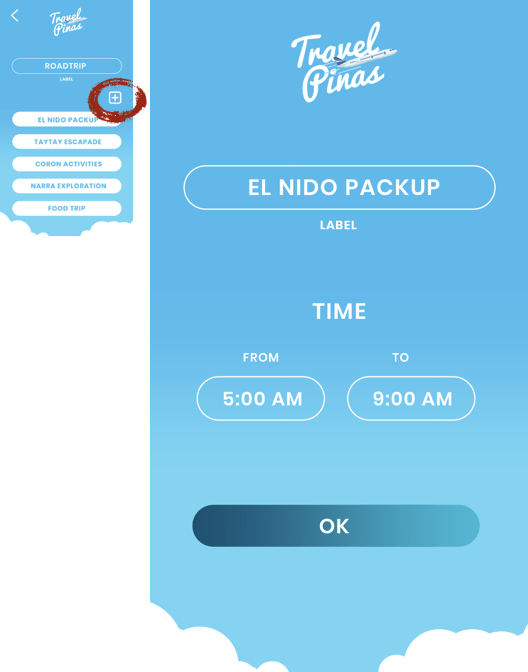 Travel
Pinas
ROADTRIP
LABEL
EL NIDO PACKUP
TAYTAY ESCAPADE
CORON ACTIVITIES
NARRA EXPLORATION
FOOD TRIP
Travel
Pinas
EL NIDO PACKUP
LABEL
TIME
FROM TO
5:00 AM 9:00 AM
OK